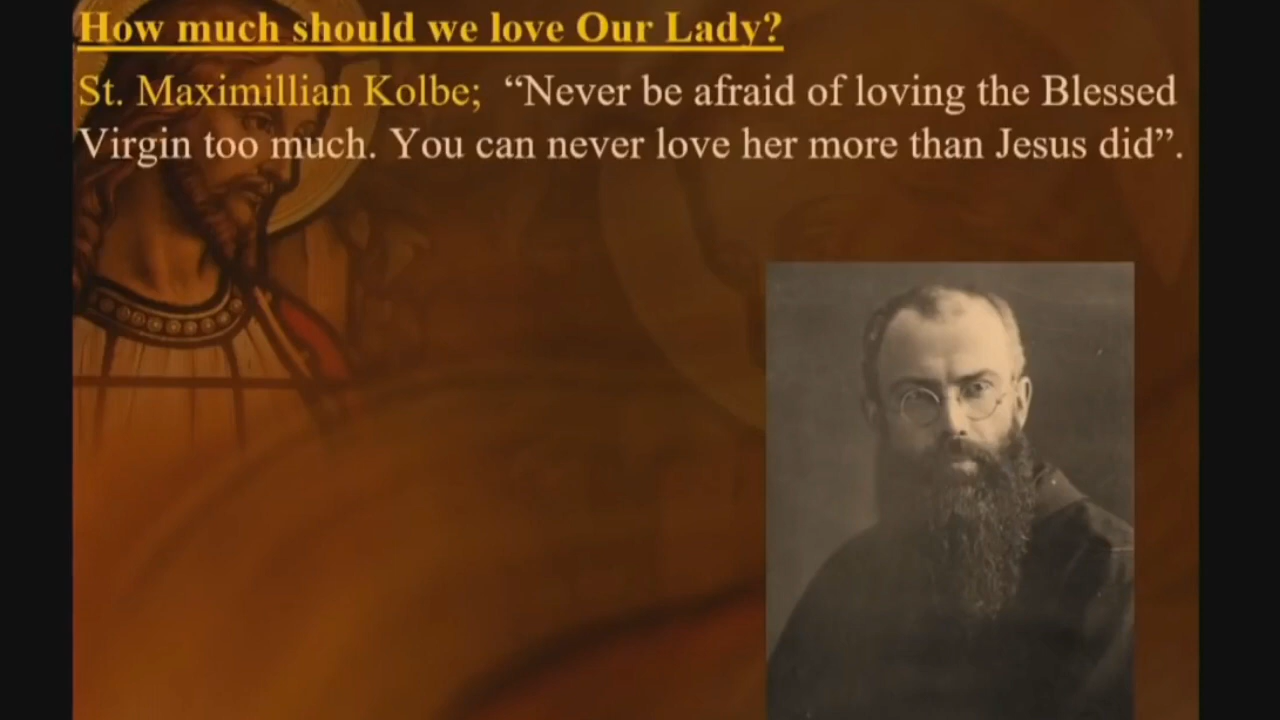 How much should we love Our Lady?
St. Maximillian Kolbe;  “Never be afraid of loving the Blessed
Virgin too much. You can never love her more than Jesus did”.